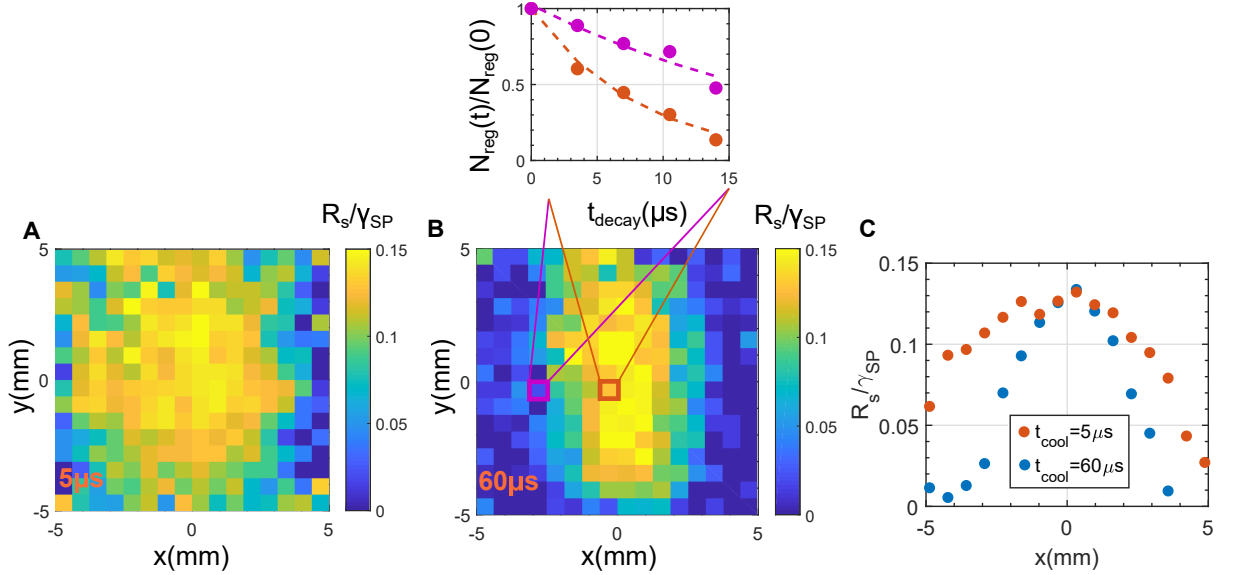 1
0.5
1
N_reg(t)/N_reg(0)
0 5 10 15
t_decay(μs)
A
R_s/γ_SP
5
0
-5
y(mm)
5μs
-5 0 5
x(mm)
0.15
0.1
0.05
0
B
R_s/γ_SP
5
0
-5
y(mm)
60μs
-5 0 5
x(mm)
0.15
0.1
0.05
0
C
0.15
0.1
0.05
0
R_s/γ_SP
t_cool=5μs
t_cool=60μs
-5 0 5
x(mm)